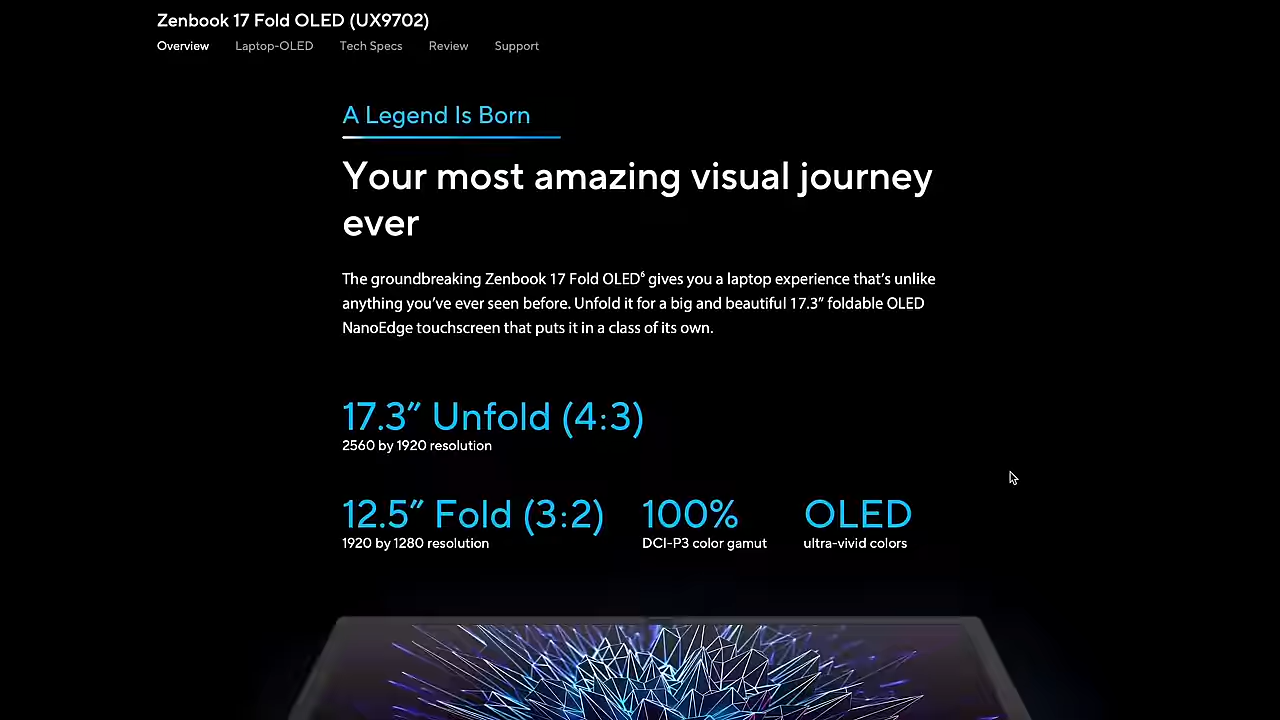 Zenbook 17 Fold OLED (UX9702)
Overview Laptop-OLED Tech Specs Review Support
A Legend Is Born
Your most amazing visual journey
ever
The groundbreaking Zenbook 17 Fold OLED⁶ gives you a laptop experience that’s unlike
anything you’ve ever seen before. Unfold it for a big and beautiful 17.3” foldable OLED
NanoEdge touchscreen that puts it in a class of its own.
17.3” Unfold (4:3)
2560 by 1920 resolution
12.5” Fold (3:2) 100% OLED
1920 by 1280 resolution DCI-P3 color gamut ultra-vivid colors